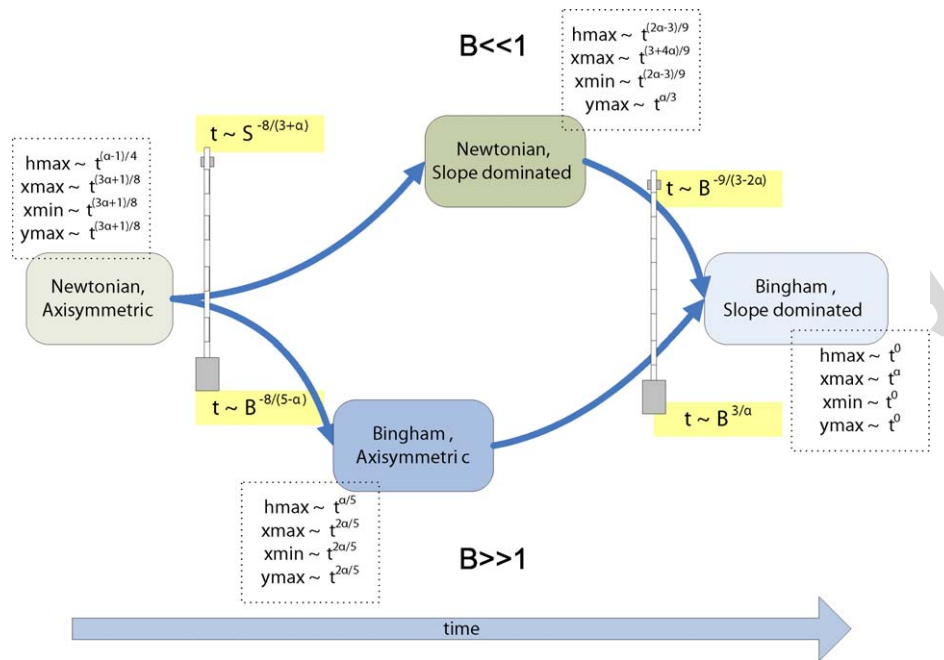 B<<1
hmax ~ t^(2α-3)/9
xmax ~ t^(3+4α)/9
xmin ~ t^(2α-3)/9
ymax ~ t^α/3
t ~ S^-8/(3+α)
hmax ~ t^(α-1)/4
xmax ~ t^(3α+1)/8
xmin ~ t^(3α+1)/8
ymax ~ t^(3α+1)/8
Newtonian,
Slope dominated
t ~ B^-9/(3-2α)
Newtonian,
Axisymmetric
Bingham ,
Slope dominated
hmax ~ t^0
xmax ~ t^α
xmin ~ t^0
ymax ~ t^0
t ~ B^-8/(5-α)
t ~ B^3/α
Bingham ,
Axisymmetri c
hmax ~ t^α/5
xmax ~ t^2α/5
xmin ~ t^2α/5
ymax ~ t^2α/5
B>>1
time